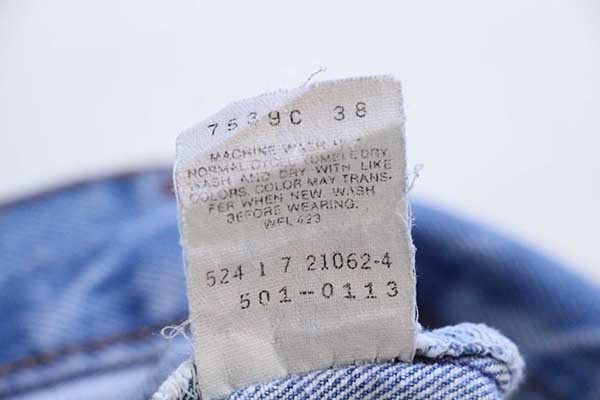 7539C 38
MACHINE WASH HOT
NORMAL CYCLE TUMBLE DRY
WASH AND DRY WITH LIKE
COLORS. COLOR MAY TRANS-
FER WHEN NEW. WASH
BEFORE WEARING.
WPL 423
524 1 7 21062-4
501-0113